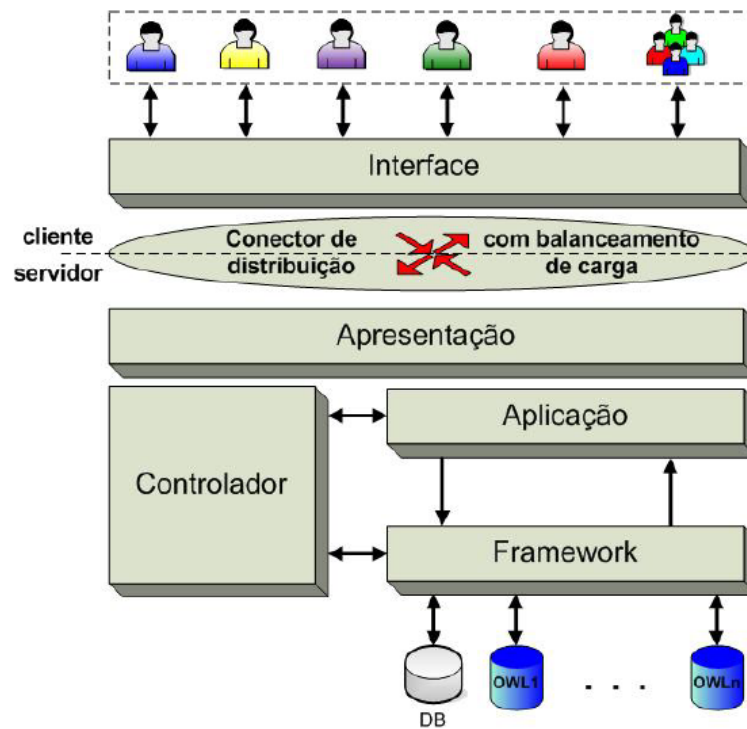 Interface
cliente
servidor
Conector de
distribuição
com balanceamento
de carga
Apresentação
Controlador
Aplicação
Framework
DB
OWL1
. . .
OWLn